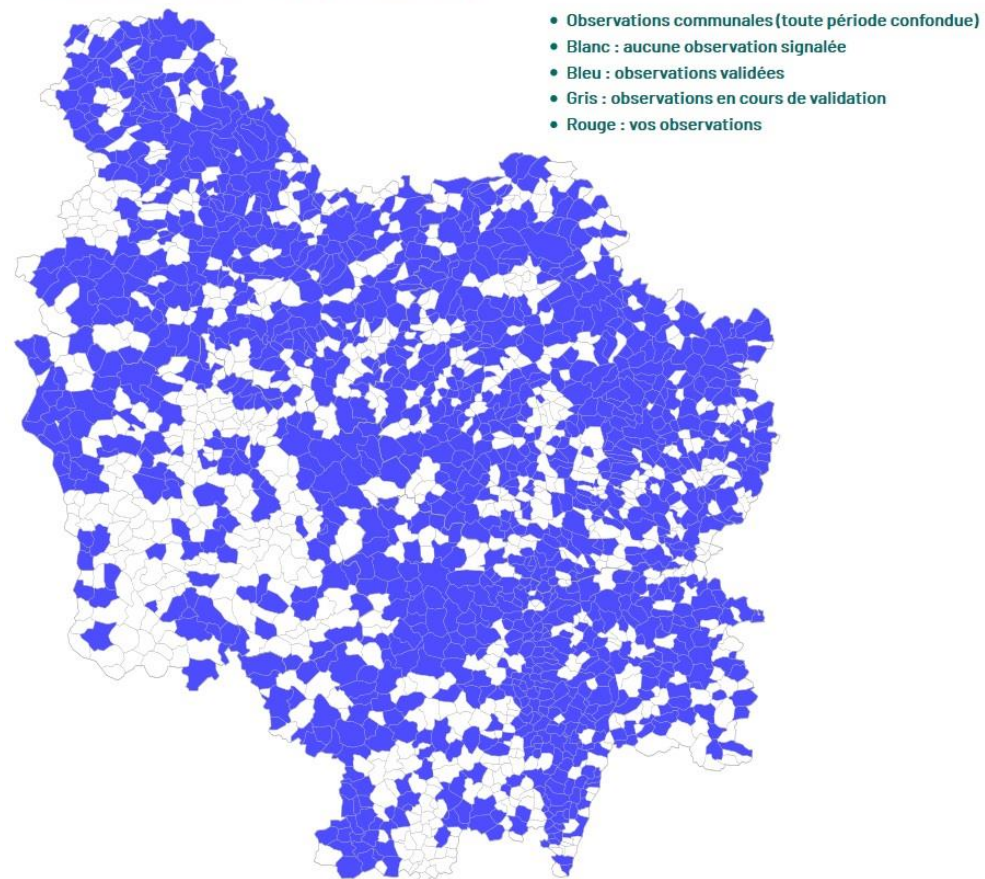 • Observations communales (toute période confondue)
• Blanc : aucune observation signalée
• Bleu : observations validées
• Gris : observations en cours de validation
• Rouge : vos observations